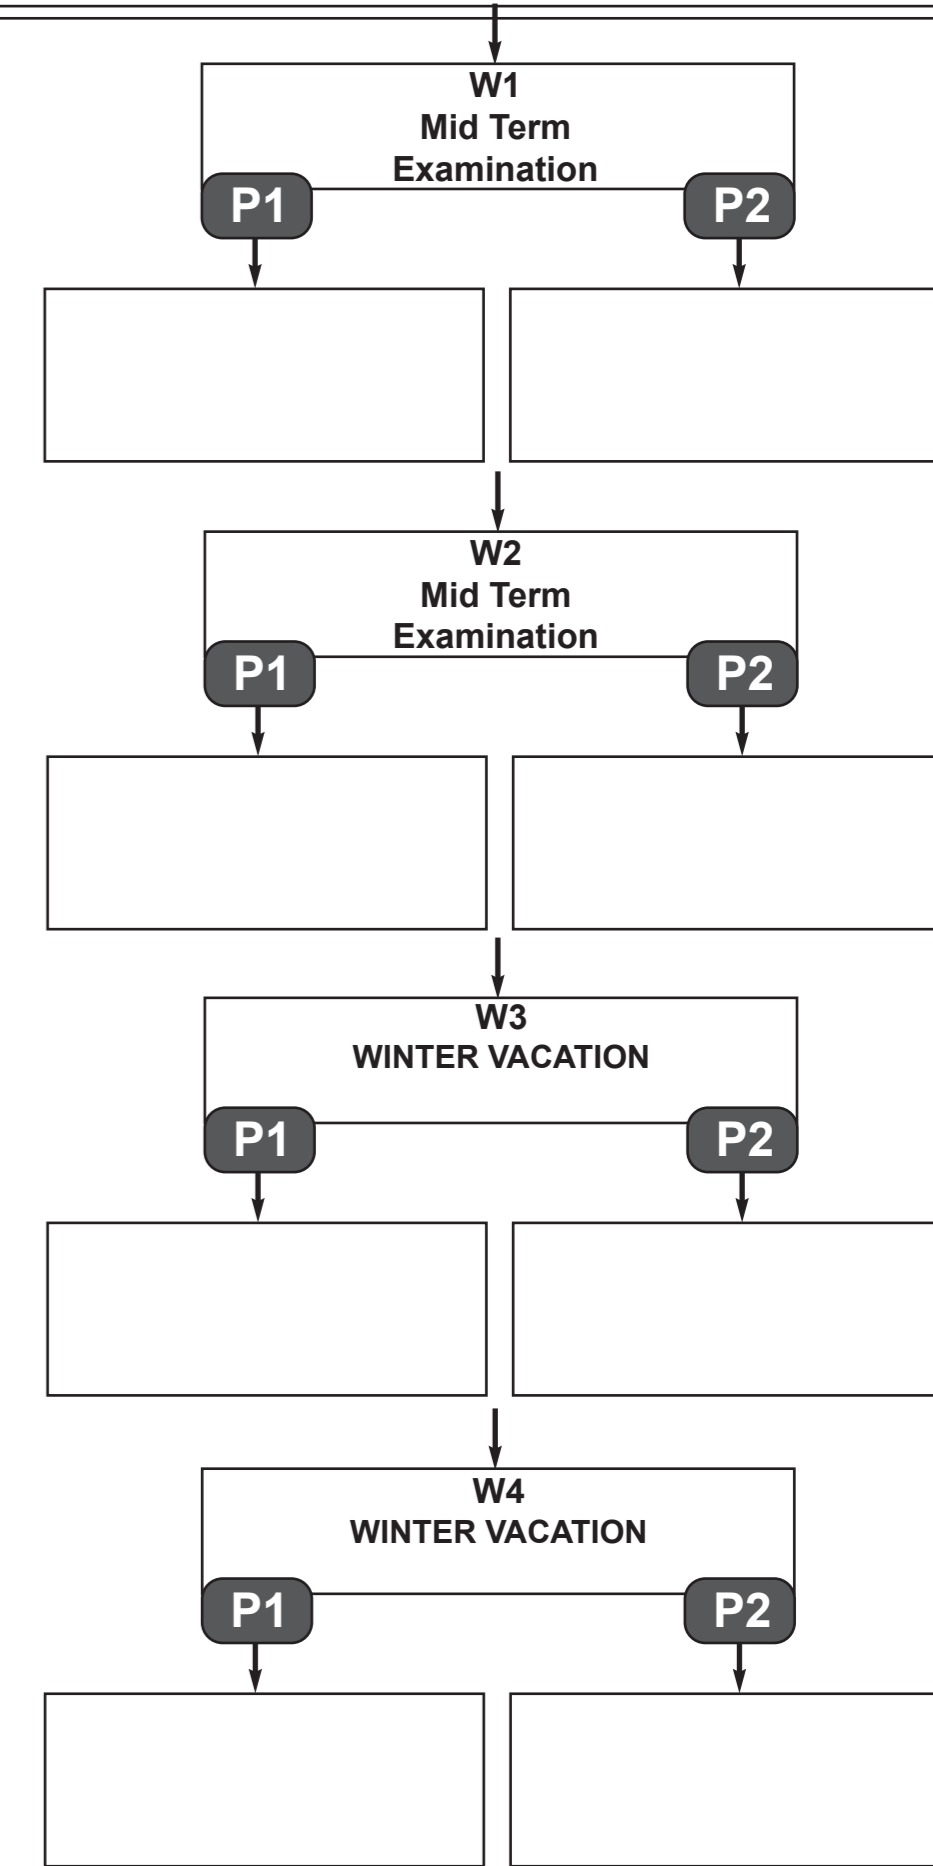 W1
Mid Term
Examination
P1 P2
W2
Mid Term
Examination
P1 P2
W3
WINTER VACATION
P1 P2
W4
WINTER VACATION
P1 P2